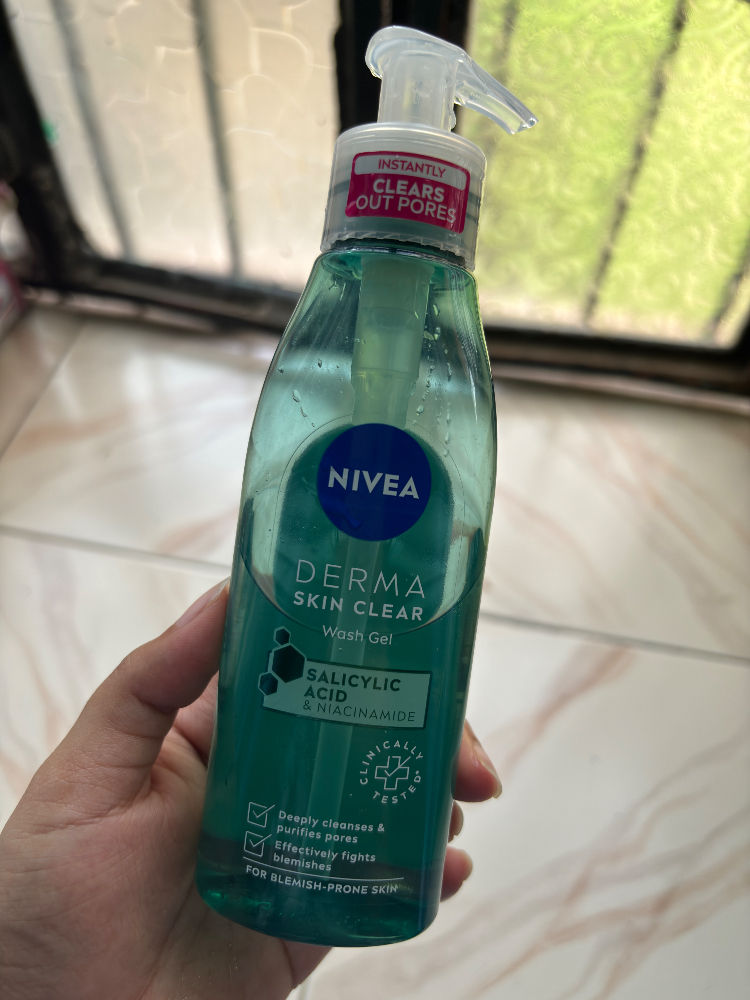 INSTANTLY
CLEARS
OUT PORES
NIVEA
DERMA
SKIN CLEAR
Wash Gel
SALICYLIC
ACID
& NIACINAMIDE
CLINICALLY
TESTED*
Deeply cleanses &
purifies pores
Effectively fights
blemishes
FOR BLEMISH-PRONE SKIN